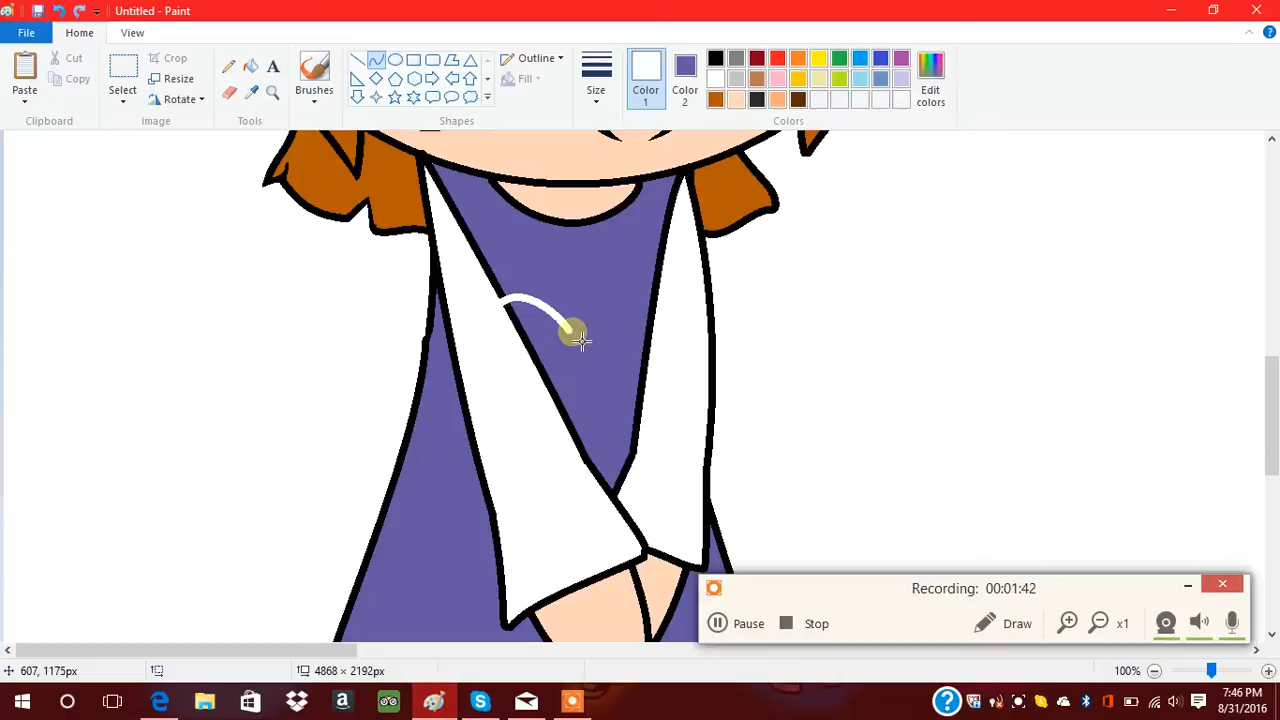 Untitled - Paint
File Home View
Paste
Cut
Copy
Clipboard
Select
Crop
Resize
Rotate
Image
A
Tools
Brushes
Outline
Fill
Shapes
Size
Color 1
Color 2
Edit colors
Colors
Recording: 00:01:42
Pause Stop Draw x1
607, 1175px 4868 × 2192px 100%
7:46 PM
8/31/2016